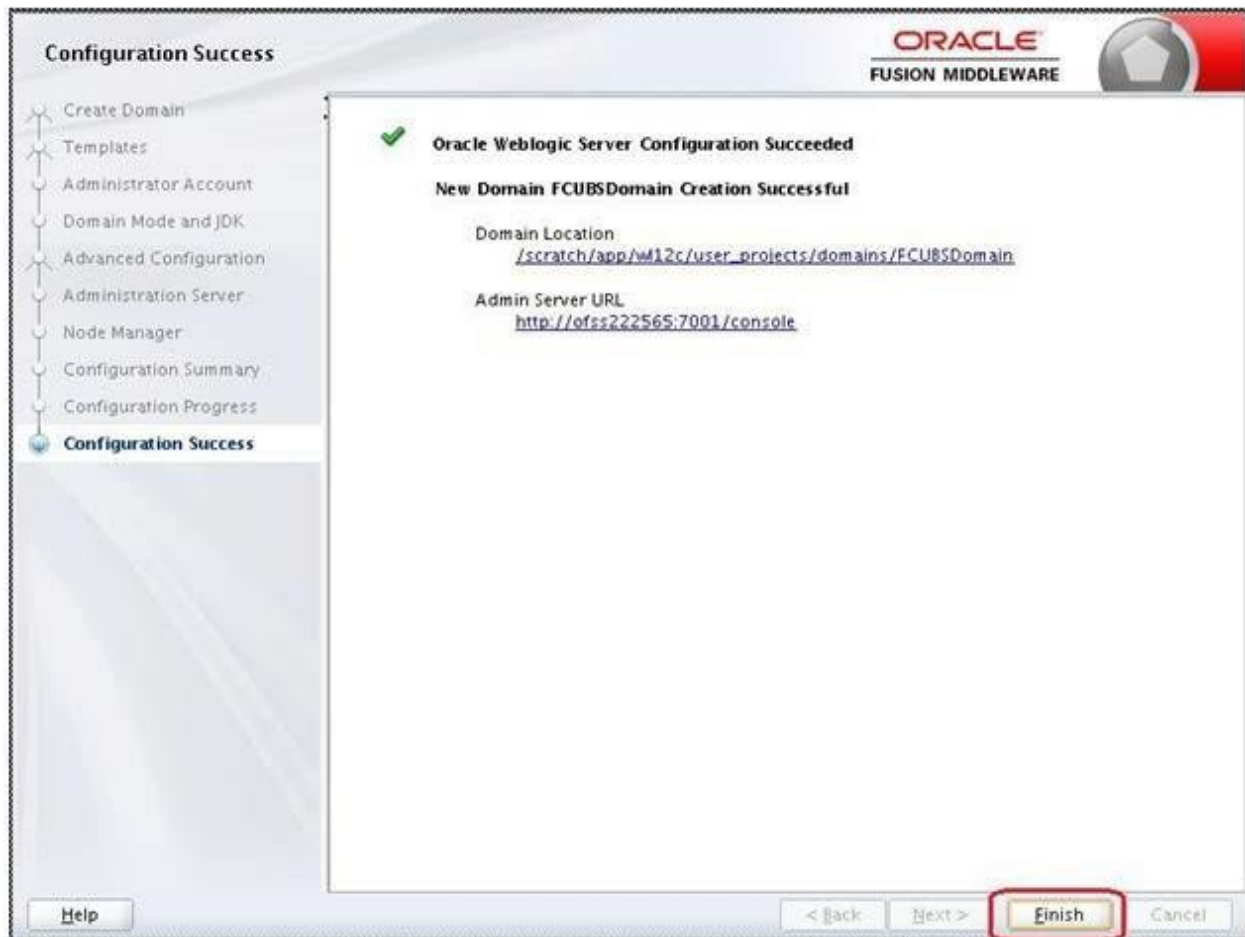 Configuration Success
ORACLE
FUSION MIDDLEWARE
Create Domain
Templates
Administrator Account
Domain Mode and JDK
Advanced Configuration
Administration Server
Node Manager
Configuration Summary
Configuration Progress
Configuration Success
Oracle Weblogic Server Configuration Succeeded
New Domain FCUBSDomain Creation Successful
Domain Location
/scratch/app/wl12c/user_projects/domains/FCUBSDomain
Admin Server URL
http://ofss222565:7001/console
Help
< Back
Next >
Finish
Cancel